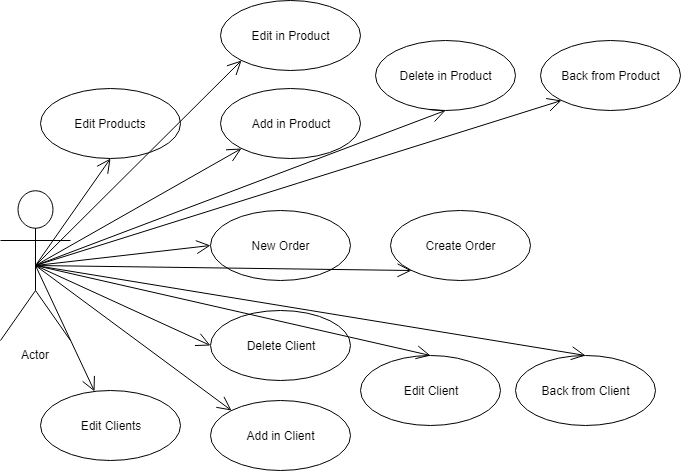 Edit in Product
Delete in Product
Back from Product
Edit Products
Add in Product
New Order
Create Order
Actor
Delete Client
Edit Client
Back from Client
Edit Clients
Add in Client